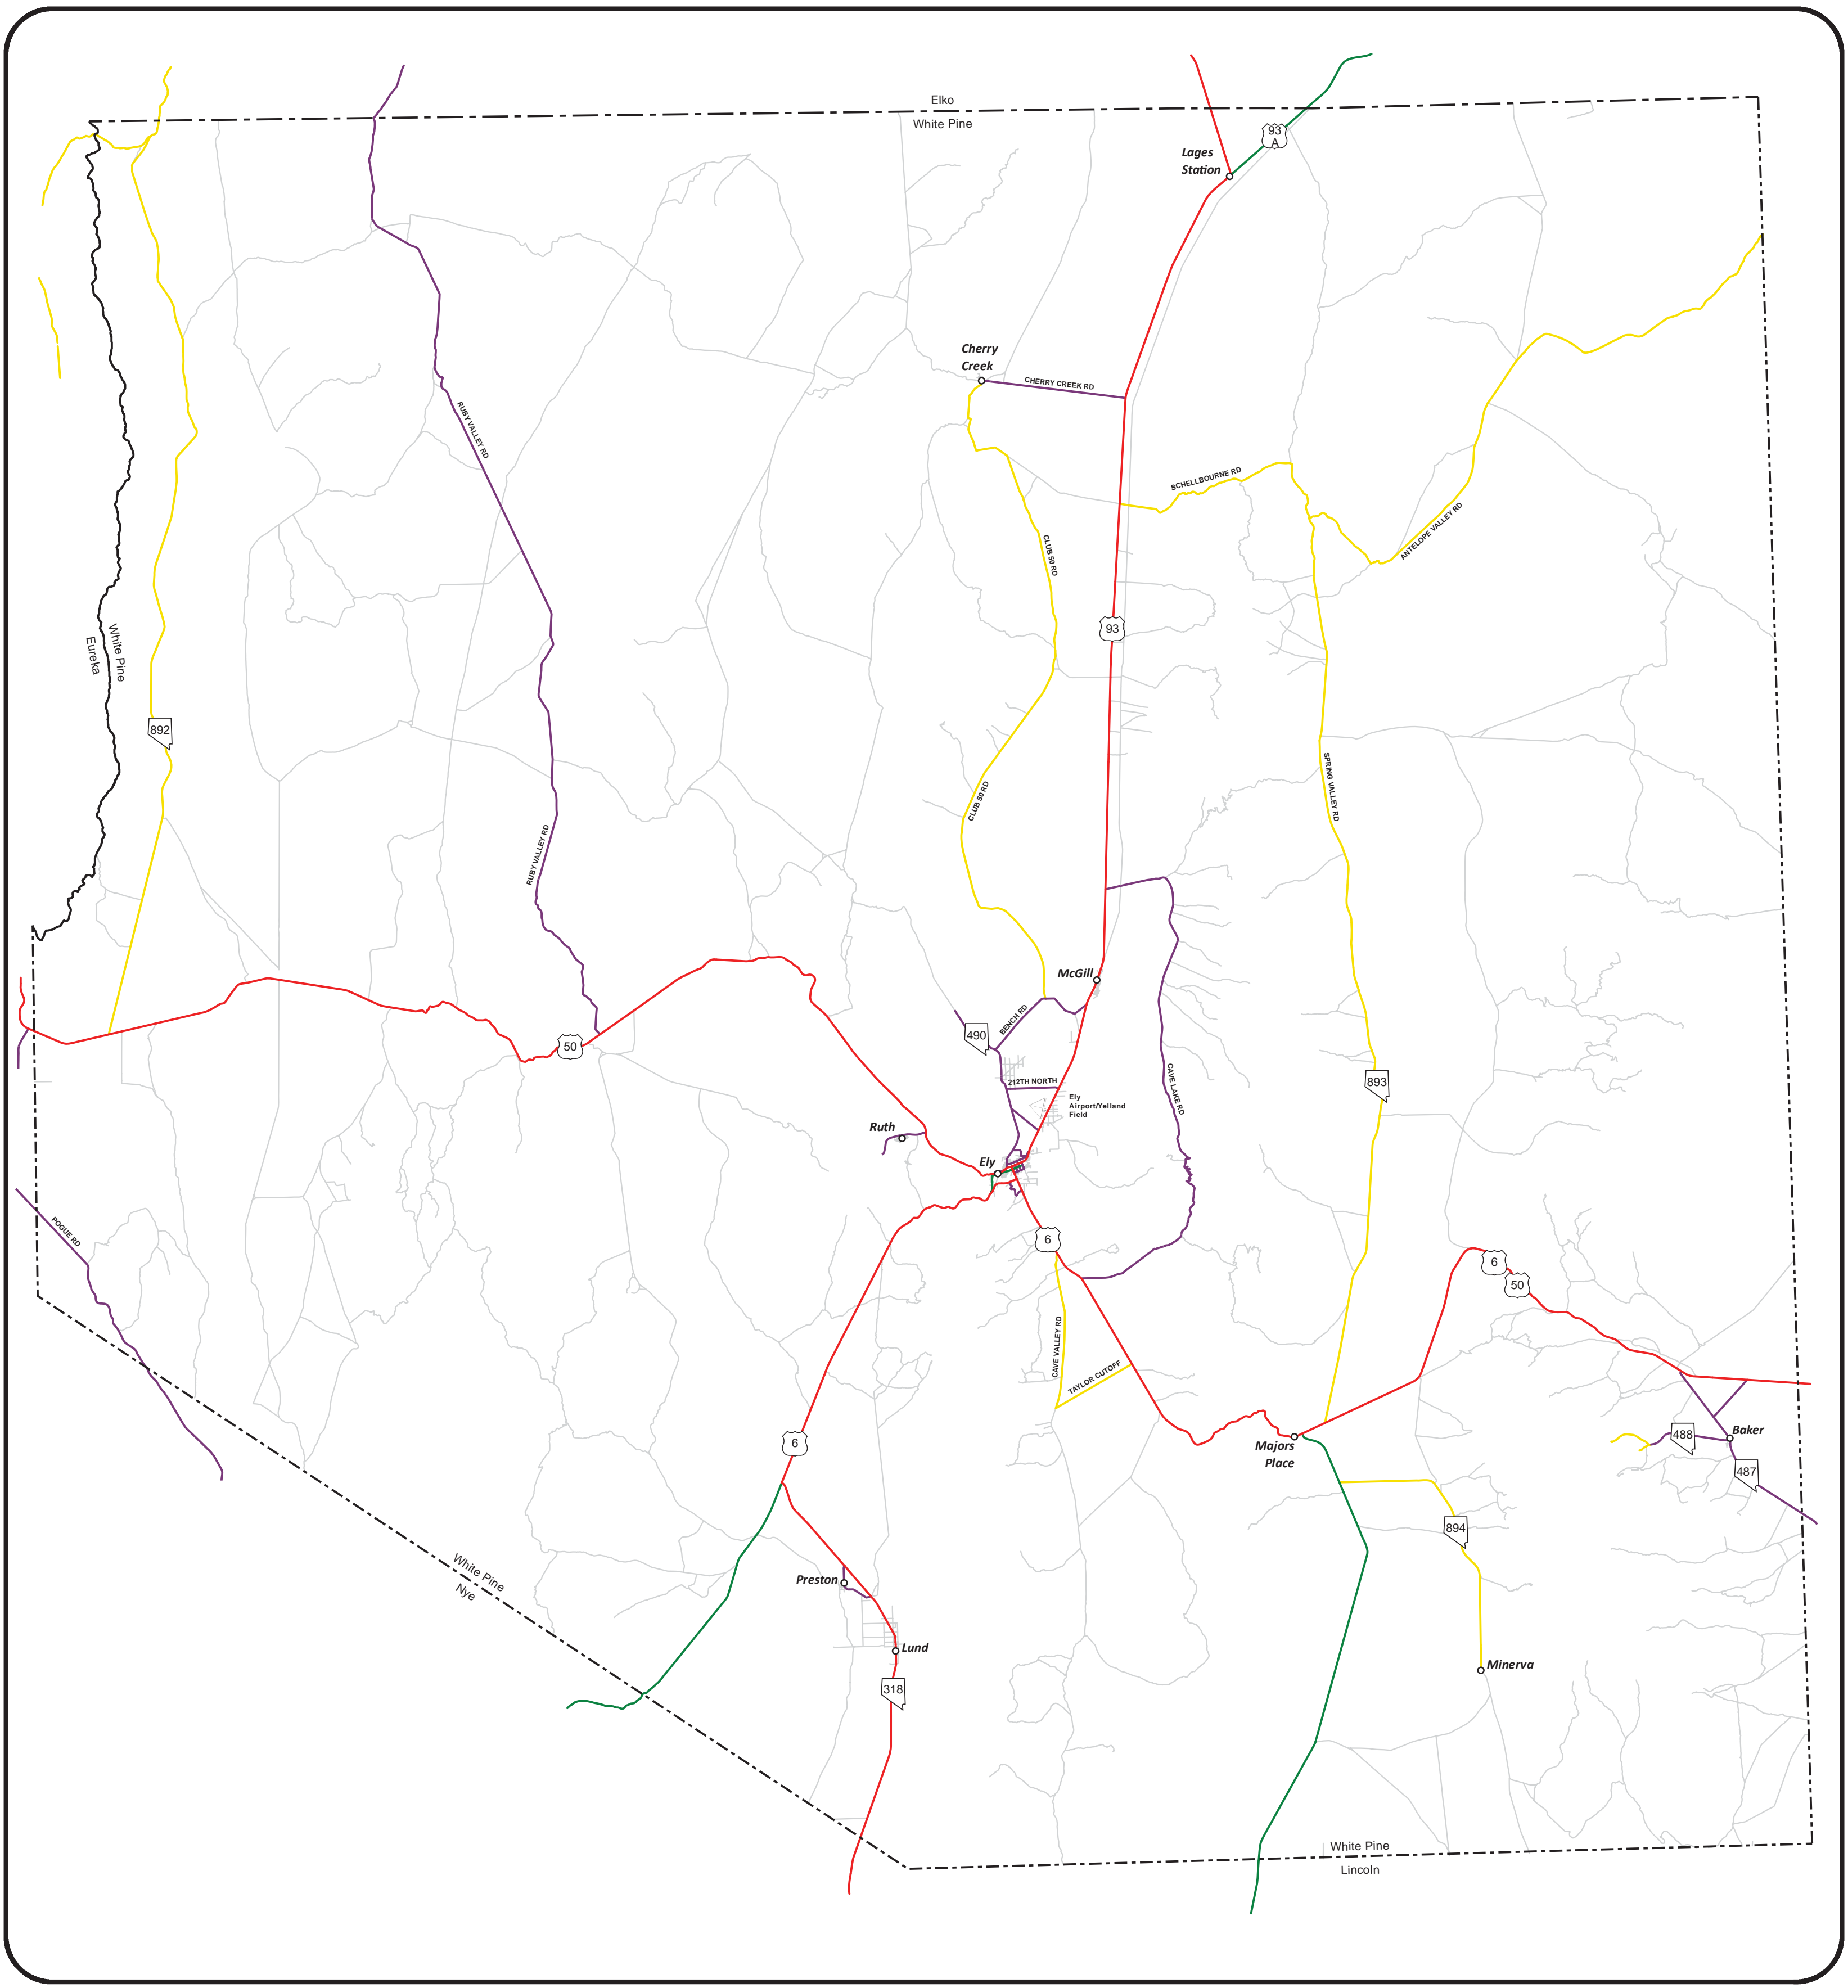 Elko
White Pine
93
A
Lages
Station
Cherry
Creek
CHERRY CREEK RD
RUBY VALLEY RD
SCHELLBOURNE RD
ANTELOPE VALLEY RD
CLUB 50 RD
93
White Pine
Eureka
892
SPRING VALLEY RD
CLUB 50 RD
RUBY VALLEY RD
McGill
BENCH RD
490
50
212TH NORTH
CAVE LAKE RD
893
Ely
Airport/Yelland
Field
Ruth
Ely
POGUE RD
6
6
50
CAVE VALLEY RD
TAYLOR CUTOFF
6
Majors
Place
488
Baker
487
894
White Pine
Nye
Preston
Lund
Minerva
318
White Pine
Lincoln